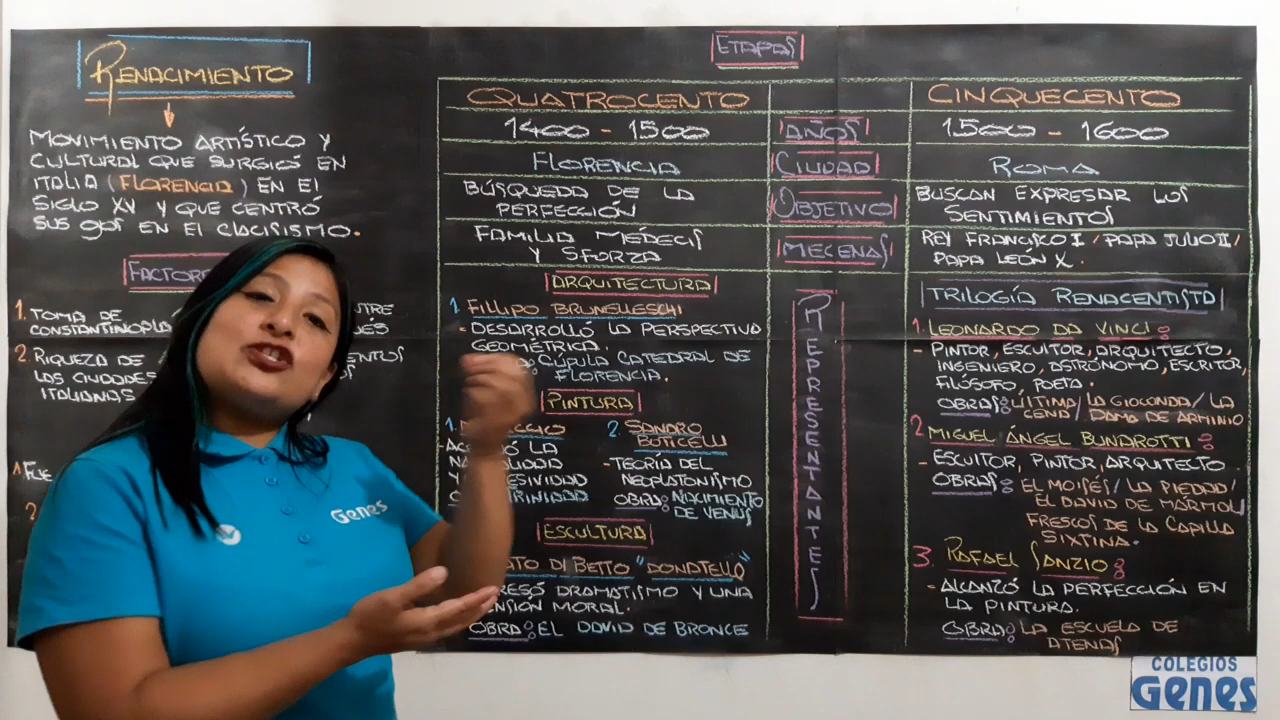 RENACIMIENTO
MOVIMIENTO ARTÍSTICO Y
CULTURAL QUE SURGIÓ EN
ITALIA (FLORENCIA) EN EL
SIGLO XV Y QUE CENTRÓ
SUS OJOS EN EL CLACISISMO.
1. TOMA DE
CONSTANTINOPLA
2. RIQUEZA DE
LAS CIUDADES
ITALIANAS
ETAPAS
QUATROCENTO
CINQUECENTO
1400 - 1500
AÑOS
1500 - 1600
FLORENCIA
CIUDAD
ROMA
BÚSQUEDA DE LA
PERFECCIÓN
OBJETIVO
BUSCAN EXPRESAR LOS
SENTIMIENTOS
FAMILIA MEDECIS
Y SFORZA
MECENAS
REY FRANCISCO I / PAPA JULIO II /
PAPA LEÓN X.
REPRESENTANTES
ARQUITECTURA
1. FILLIPO BRUNELESCHI
- DESARROLLÓ LA PERSPECTIVA
GEOMÉTRICA.
CÚPULA CATEDRAL DE
FLORENCIA.
PINTURA
1.
LA
2. SANDRO
BOTICELLI
- TEORÍA DEL
NEOPLATONISMO
OBRA: NACIMIENTO
DE VENUS
ESCULTURA
DI BETTO "DONATELLO"
DRAMATISMO Y UNA
MORAL.
OBRA: EL DAVID DE BRONCE
TRILOGÍA RENACENTISTA
1. LEONARDO DA VINCI:
- PINTOR, ESCULTOR, ARQUITECTO,
INGENIERO, ASTRÓNOMO, ESCRITOR,
FILÓSOFO, POETA.
OBRAS: ÚLTIMA / LA GIOCONDA / LA
CENA / DAMA DE ARMINIO
2 MIGUEL ÁNGEL BUNAROTTI:
- ESCULTOR, PINTOR, ARQUITECTO
OBRAS: EL MOISÉS / LA PIEDAD /
EL DAVID DE MARMOL /
FRESCOS DE LA CAPILLA
SIXTINA.
3. RAFAEL SANZIO:
- ALCANZÓ LA PERFECCIÓN EN
LA PINTURA.
OBRA: LA ESCUELA DE
ATENAS
Genes
COLEGIOS
Genes